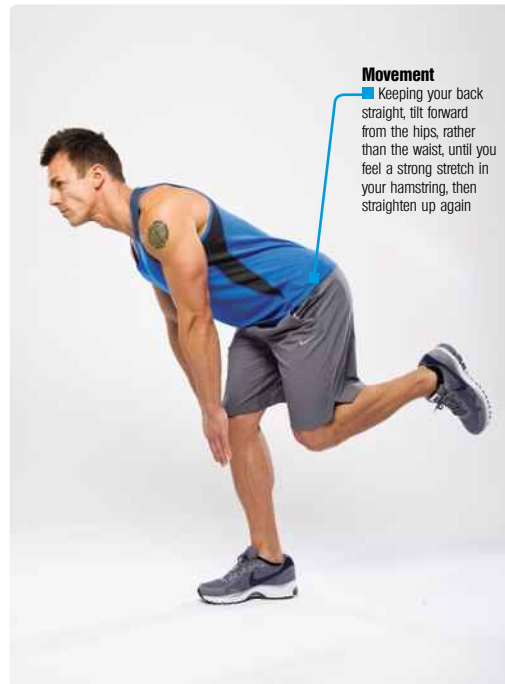 Movement
Keeping your back
straight, tilt forward
from the hips, rather
than the waist, until you
feel a strong stretch in
your hamstring, then
straighten up again